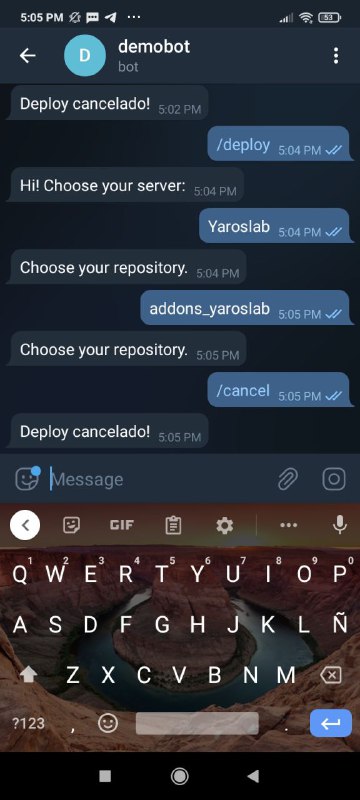 5:05 PM
53
D
demobot
bot
Deploy cancelado! 5:02 PM
/deploy 5:04 PM
Hi! Choose your server: 5:04 PM
Yaroslab 5:04 PM
Choose your repository. 5:04 PM
addons_yaroslab 5:05 PM
Choose your repository. 5:05 PM
/cancel 5:05 PM
Deploy cancelado! 5:05 PM
Message
GIF
1 2 3 4 5 6 7 8 9 0
Q W E R T Y U I O P
A S D F G H J K L Ñ
Z X C V B N M
?123 , .